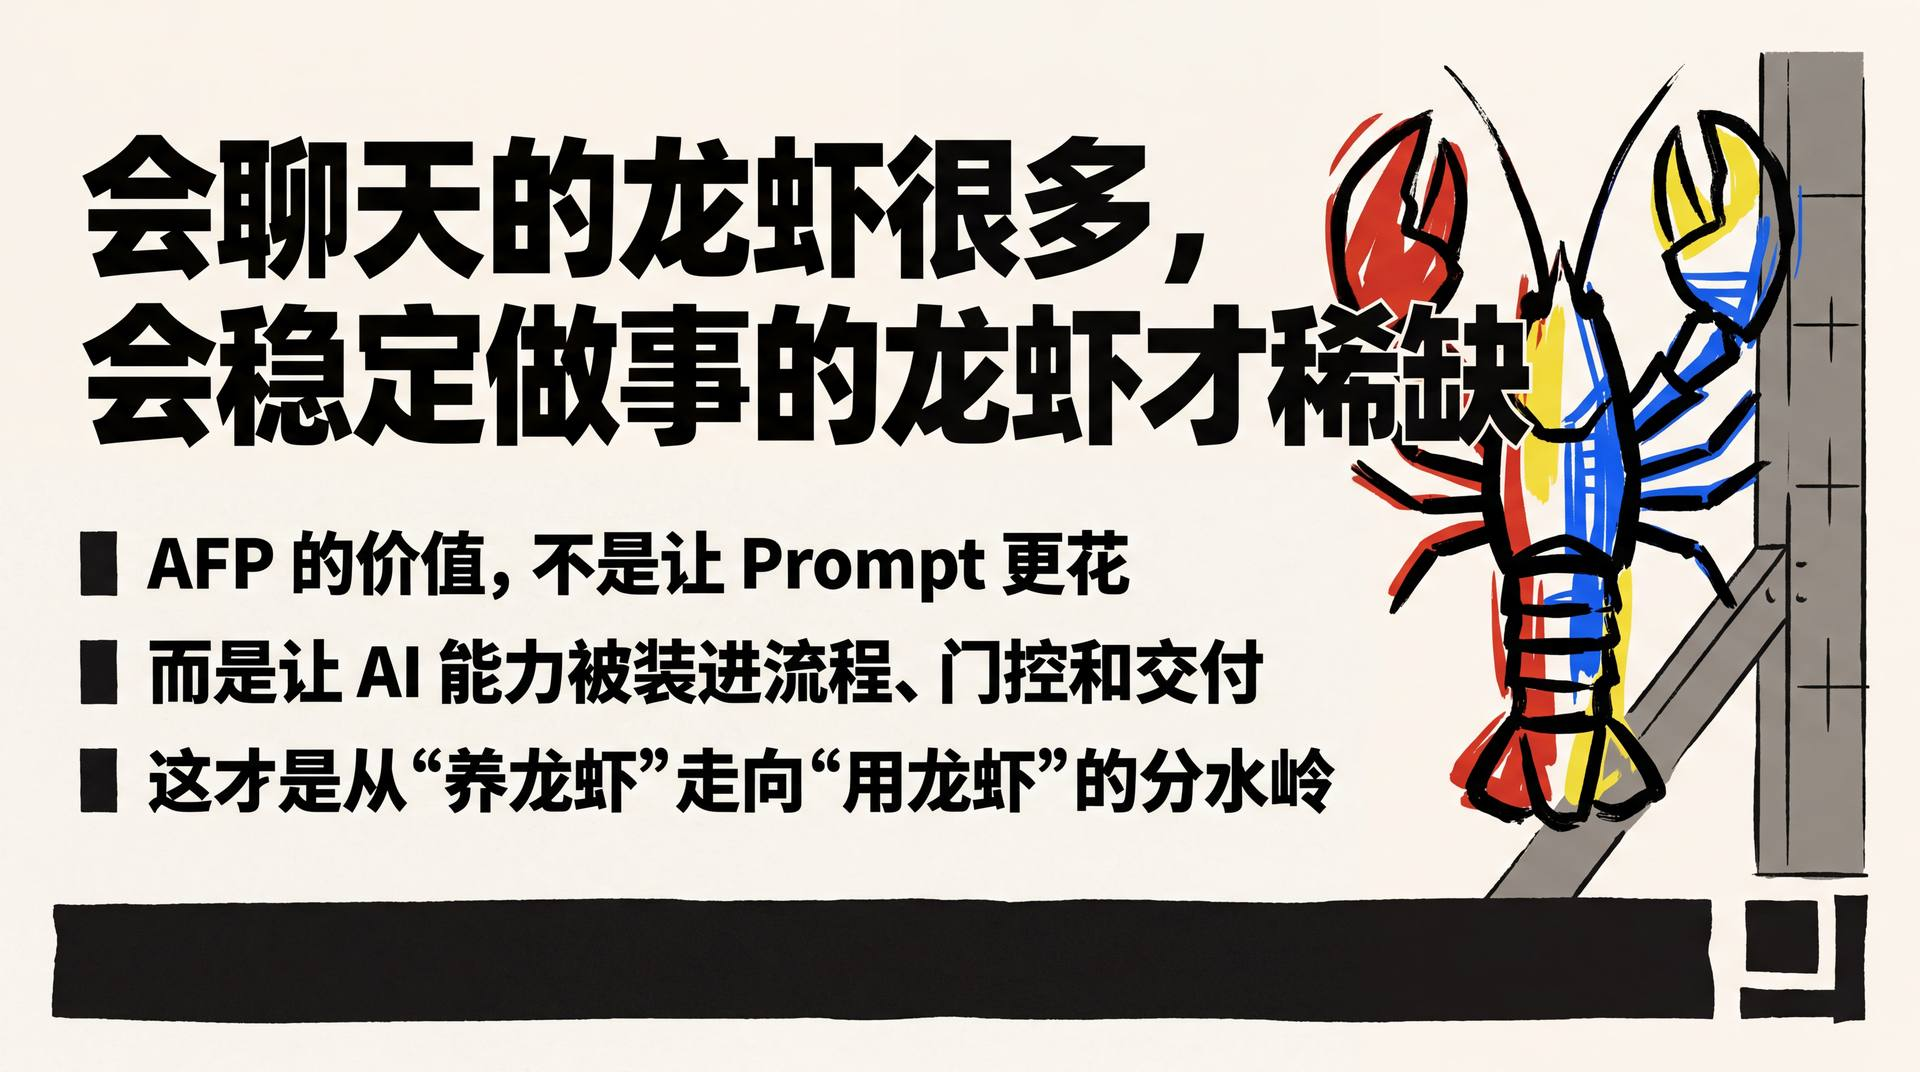 会聊天的龙虾很多，
会稳定做事的龙虾才稀缺
AFP 的价值，不是让 Prompt 更花
而是让 AI 能力被装进流程、门控和交付
这才是从“养龙虾”走向“用龙虾”的分水岭